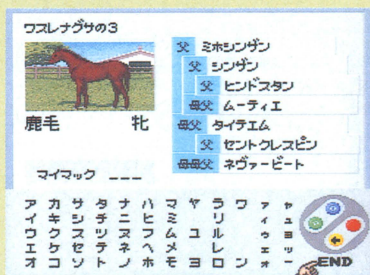 ワスレナグサの3
父 ミホシンザン
父 シンザン
父 ヒンドスタン
母父 ムーティエ
母父 タイテエム
父 セントクレスピン
母母父 ネヴァービート
鹿毛 牝
マイマック ___
ア カ サ タ ナ ハ マ ヤ ラ ワ ァ ャ
イ キ シ チ ニ ヒ ミ リ ィ ュ
ウ ク ス ツ ヌ フ ム ユ ル ゥ ョ
エ ケ セ テ ネ ヘ メ レ ェ ッ
オ コ ソ ト ノ ホ モ ヨ ロ ン ォ ー
END